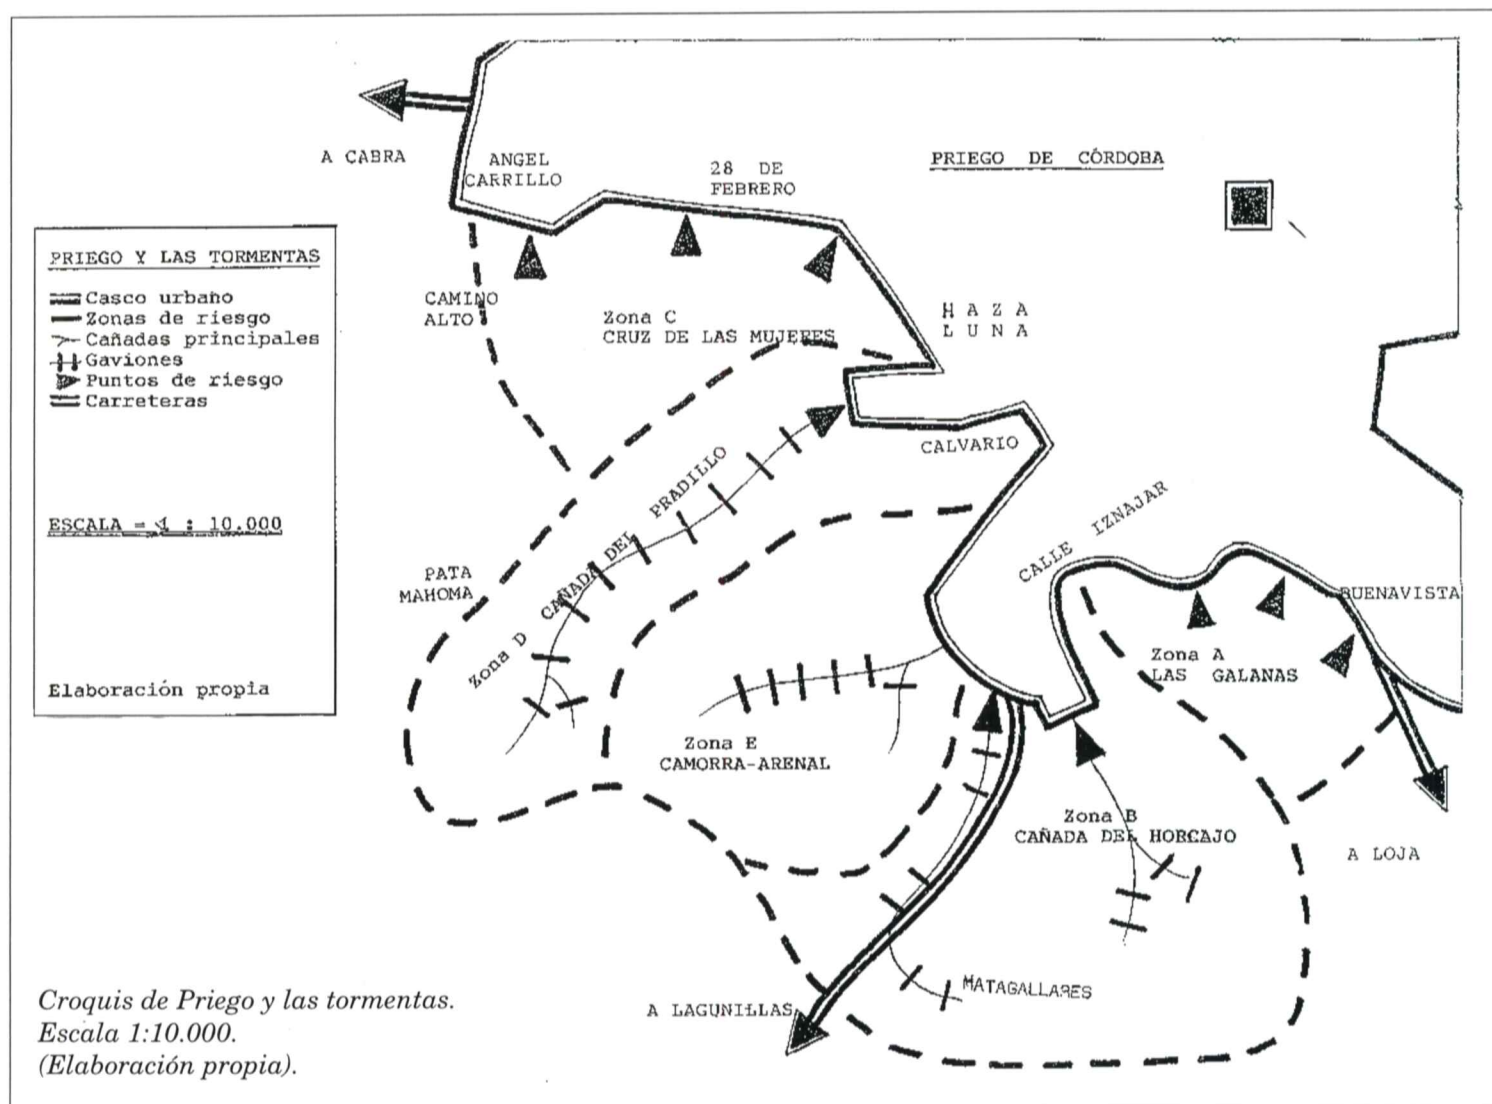 A CABRA
ANGEL
CARRILLO
28 DE
FEBRERO
PRIEGO DE CÓRDOBA
PRIEGO Y LAS TORMENTAS
Casco urbano
Zonas de riesgo
Cañadas principales
Gaviones
Puntos de riesgo
Carreteras
ESCALA = 1 : 10.000
Elaboración propia
CAMINO
ALTO
Zona C
CRUZ DE LAS MUJERES
HAZA
LUNA
CALVARIO
CALLE IZNAJAR
PATA
MAHOMA
Zona D CAÑADA DEL PRADILLO
BUENAVISTA
Zona A
LAS GALANAS
Zona E
CAMORRA-ARENAL
Zona B
CAÑADA DEL HORCAJO
A LOJA
MATAGALLARES
A LAGUNILLAS
Croquis de Priego y las tormentas.
Escala 1:10.000.
(Elaboración propia).